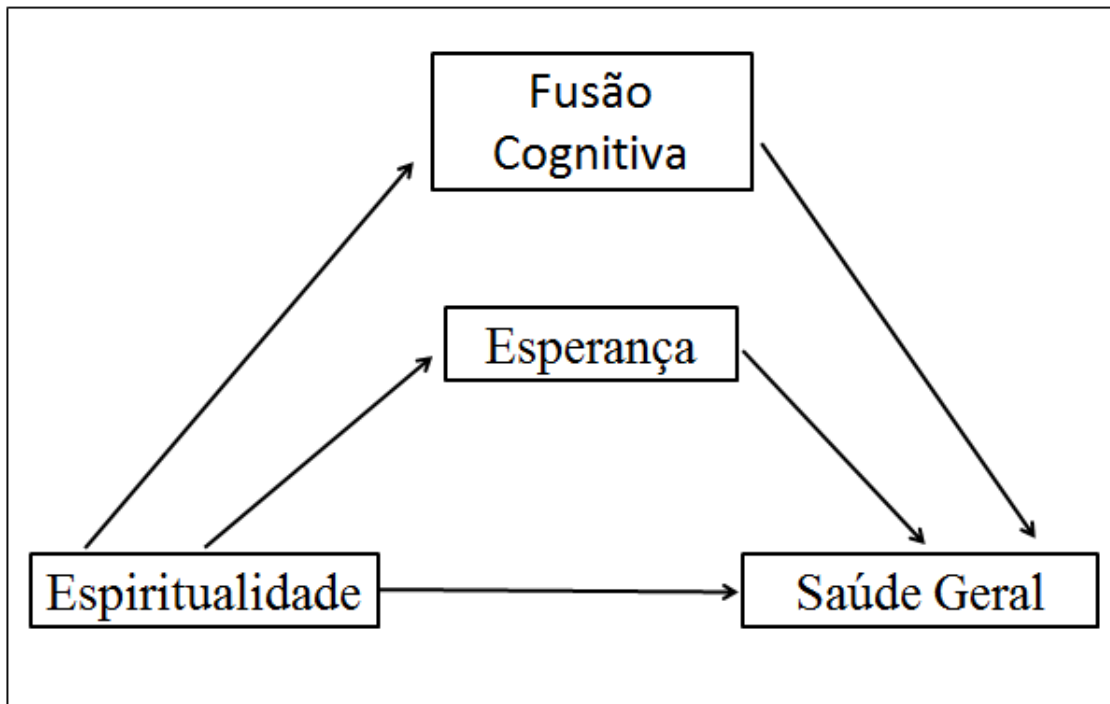 Fusão
Cognitiva
Esperança
Espiritualidade
Saúde Geral